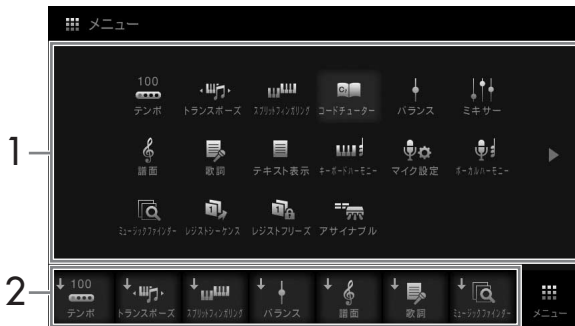 メニュー
100
テンポ トランスポーズ スプリットフィンガリング コードチューター バランス ミキサー
1
譜面 歌詞 テキスト表示 キーボードハーモニー マイク設定 ボーカルハーモニー
ミュージックファインダー レジストシーケンス レジストフリーズ アサイナブル
2
100
テンポ トランスポーズ スプリットフィンガリング バランス 譜面 歌詞 ミュージックファインダー メニュー